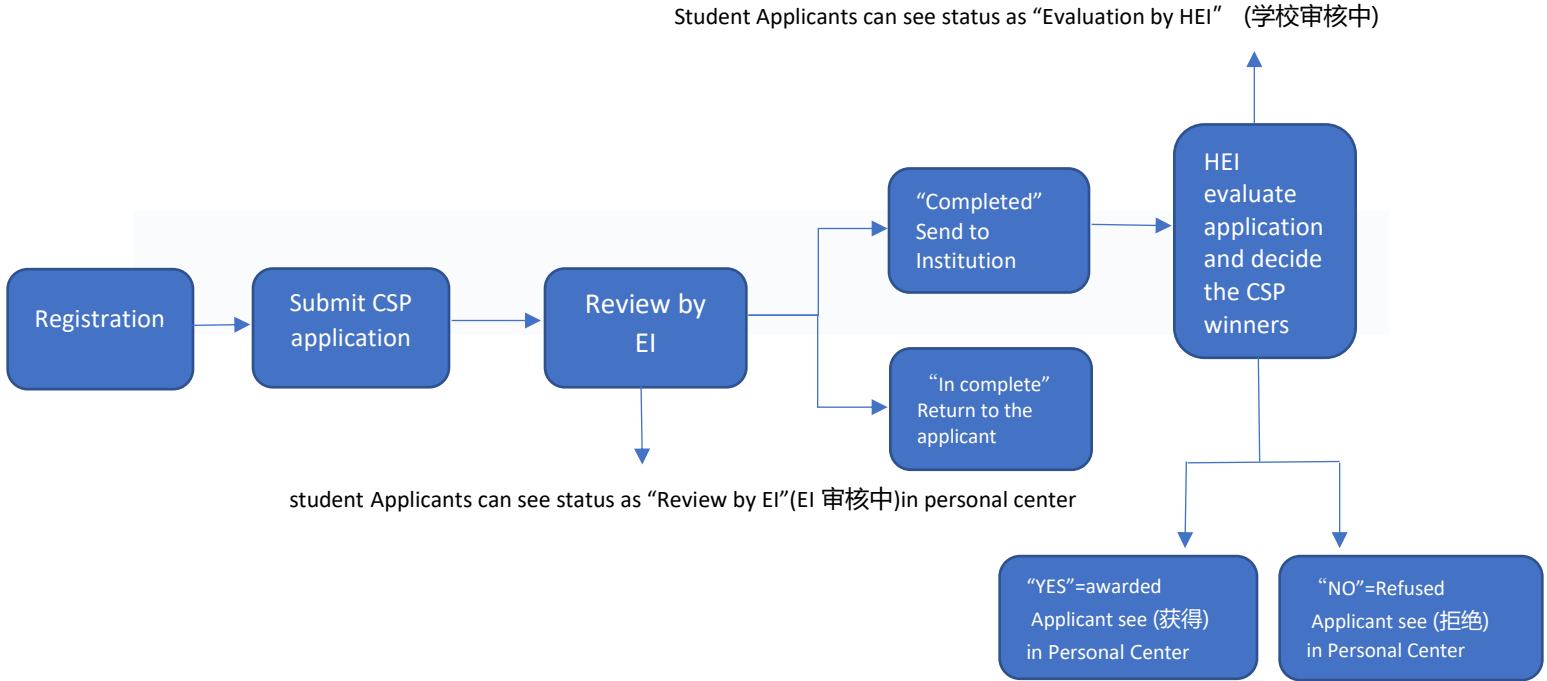 Student Applicants can see status as “Evaluation by HEI” (学校审核中)
Registration
Submit CSP
application
Review by
EI
“Completed”
Send to
Institution
“In complete”
Return to the
applicant
HEI
evaluate
application
and decide
the CSP
winners
student Applicants can see status as “Review by EI”(EI 审核中)in personal center
“YES”=awarded
Applicant see (获得)
in Personal Center
“NO”=Refused
Applicant see (拒绝)
in Personal Center